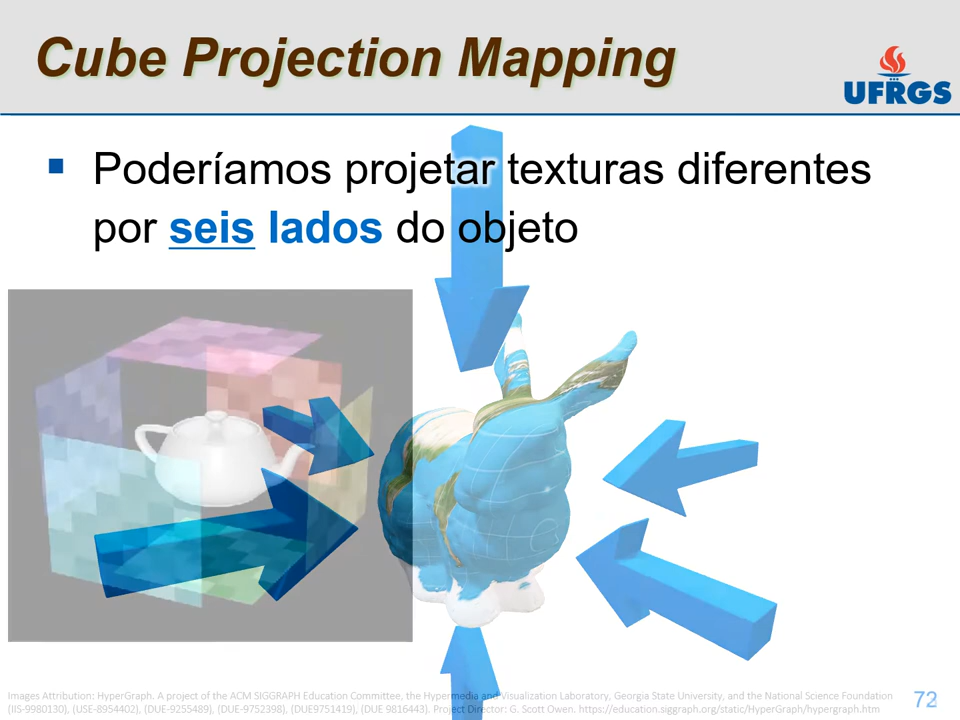 Cube Projection Mapping
UFRGS
Poderíamos projetar texturas diferentes
por seis lados do objeto
Images Attribution: HyperGraph. A project of the ACM SIGGRAPH Education Committee, the Hypermedia and Visualization Laboratory, Georgia State University, and the National Science Foundation
(IIS-9980130), (USE-8954402), (DUE-9255489), (DUE-9752398), (DUE9751419), (DUE 9816443). Project Director: G. Scott Owen. https://education.siggraph.org/static/HyperGraph/hypergraph.htm